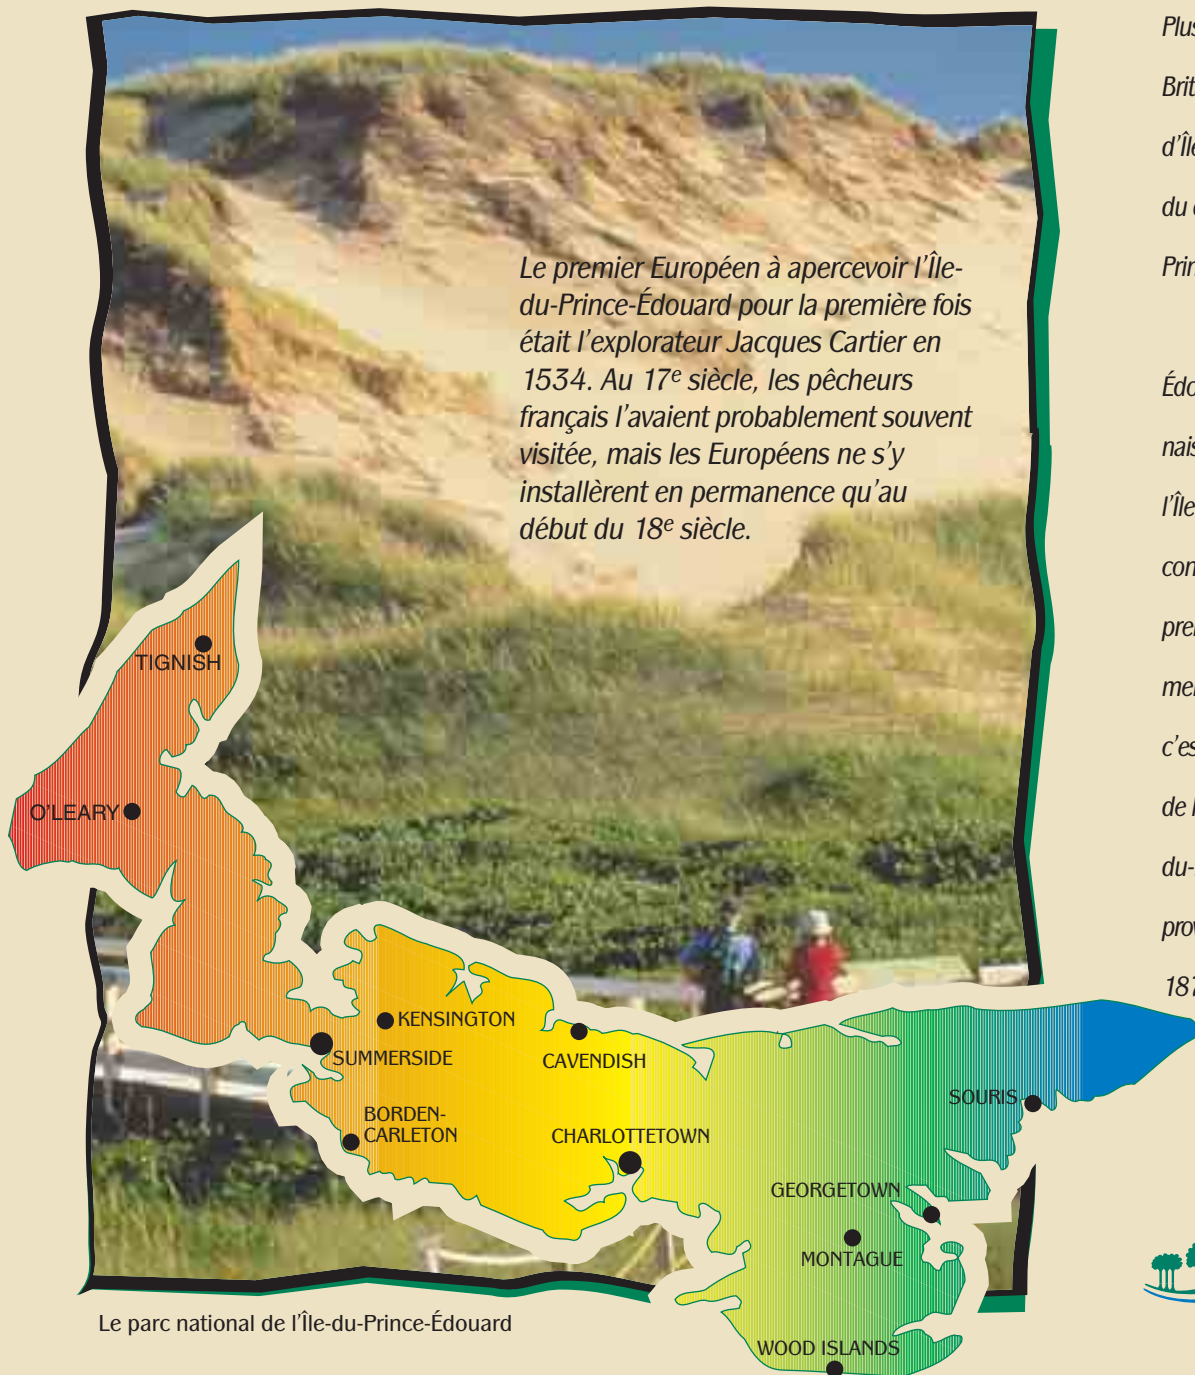 Le premier Européen à apercevoir l'Île-
du-Prince-Édouard pour la première fois
était l'explorateur Jacques Cartier en
1534. Au 17e siècle, les pêcheurs
français l'avaient probablement souvent
visitée, mais les Européens ne s'y
installèrent en permanence qu'au
début du 18e siècle.
TIGNISH
O'LEARY
KENSINGTON
SUMMERSIDE
CAVENDISH
BORDEN-
CARLETON
CHARLOTTETOWN
SOURIS
GEORGETOWN
MONTAGUE
WOOD ISLANDS
Le parc national de l'Île-du-Prince-Édouard
Plus
Brit
d'Île
du
Prin
Édo
nais
l'Île
con
pre
me
c'es
de
du-
prov
187